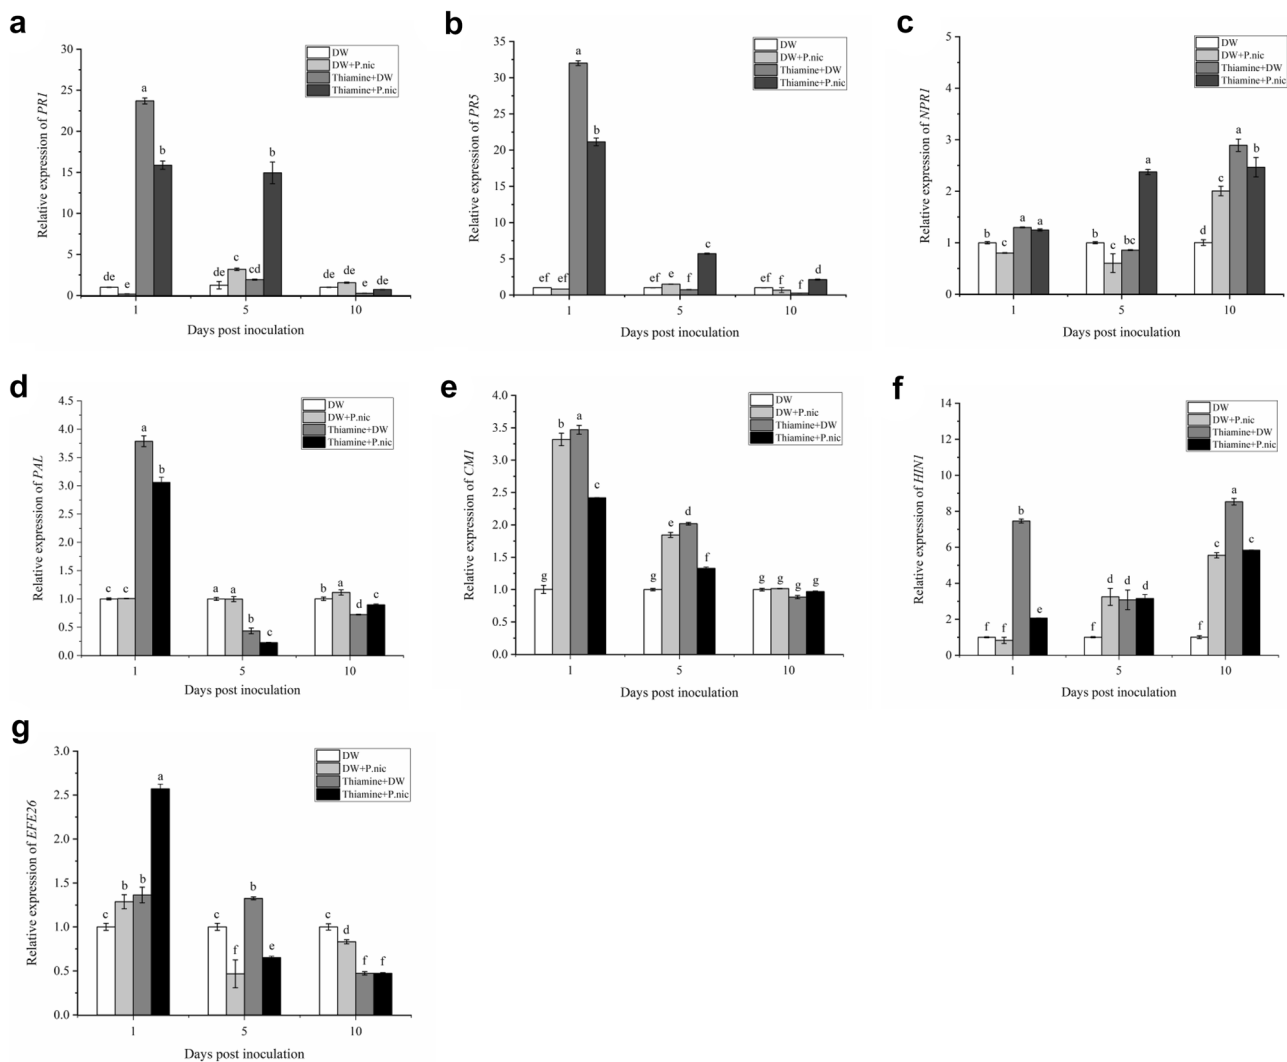 a
Relative expression of PR1
30
25
20
15
10
5
0
DW
DW+P.nic
Thiamine+DW
Thiamine+P.nic
de
e
a
b
de
c
cd
b
de
de
e
de
1
5
10
Days post inoculation
b
Relative expression of PR5
35
30
25
20
15
10
5
0
DW
DW+P.nic
Thiamine+DW
Thiamine+P.nic
ef
ef
a
b
ef
e
f
c
ef
f
f
d
1
5
10
Days post inoculation
c
Relative expression of NPR1
5
4
3
2
1
0
DW
DW+P.nic
Thiamine+DW
Thiamine+P.nic
b
c
a
a
b
c
bc
a
d
c
a
b
1
5
10
Days post inoculation
d
Relative expression of PAL
4.5
4.0
3.5
3.0
2.5
2.0
1.5
1.0
0.5
0.0
DW
DW+P.nic
Thiamine+DW
Thiamine+P.nic
c
c
a
b
a
a
b
c
b
a
d
c
1
5
10
Days post inoculation
e
Relative expression of CM1
4.0
3.5
3.0
2.5
2.0
1.5
1.0
0.5
0.0
DW
DW+P.nic
Thiamine+DW
Thiamine+P.nic
g
b
a
c
g
e
d
f
g
g
g
g
1
5
10
Days post inoculation
f
Relative expression of HIN1
14
12
10
8
6
4
2
0
DW
DW+P.nic
Thiamine+DW
Thiamine+P.nic
f
f
b
e
f
d
d
d
f
c
a
c
1
5
10
Days post inoculation
g
Relative expression of EFE26
3.0
2.5
2.0
1.5
1.0
0.5
0.0
DW
DW+P.nic
Thiamine+DW
Thiamine+P.nic
c
b
b
a
c
f
b
e
c
d
f
f
1
5
10
Days post inoculation